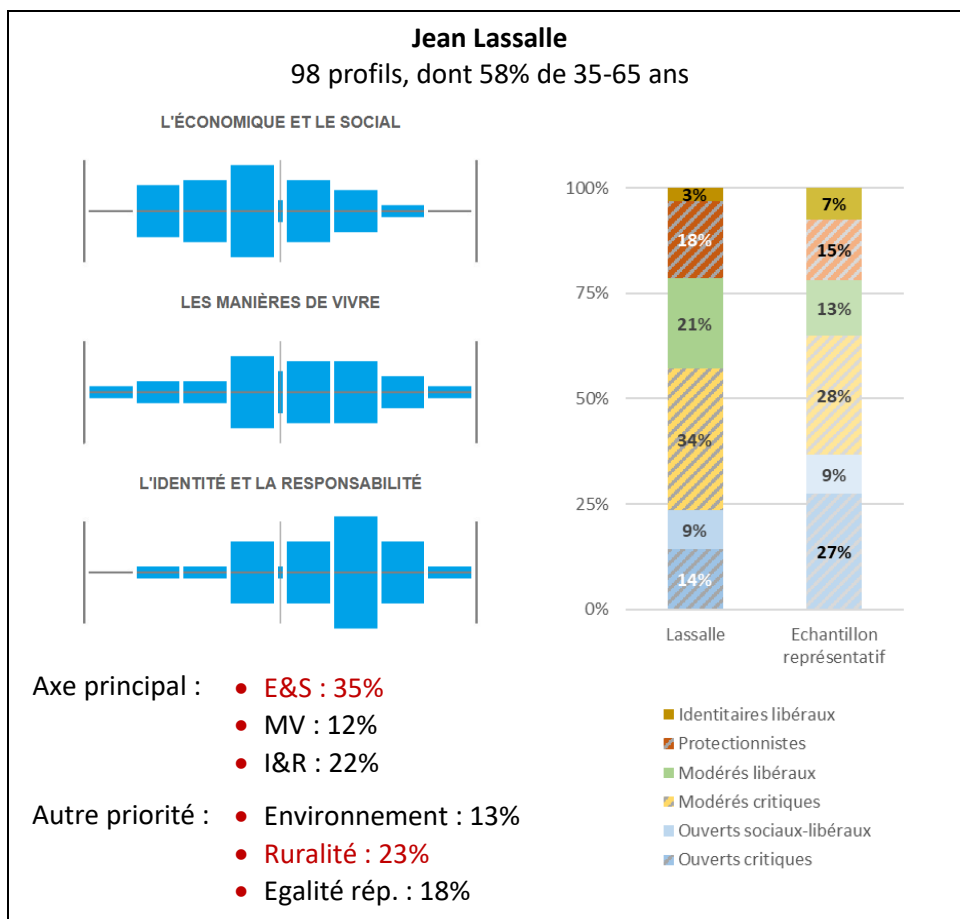 Jean Lassalle
98 profils, dont 58% de 35-65 ans
L'ÉCONOMIQUE ET LE SOCIAL
LES MANIÈRES DE VIVRE
L'IDENTITÉ ET LA RESPONSABILITÉ
Axe principal :
• E&S : 35%
• MV : 12%
• I&R : 22%
Autre priorité :
• Environnement : 13%
• Ruralité : 23%
• Egalité rép. : 18%
100%
75%
50%
25%
0%
3%
18%
21%
34%
9%
14%
7%
15%
13%
28%
9%
27%
Lassalle
Echantillon
représentatif
Identitaires libéraux
Protectionnistes
Modérés libéraux
Modérés critiques
Ouverts sociaux-libéraux
Ouverts critiques